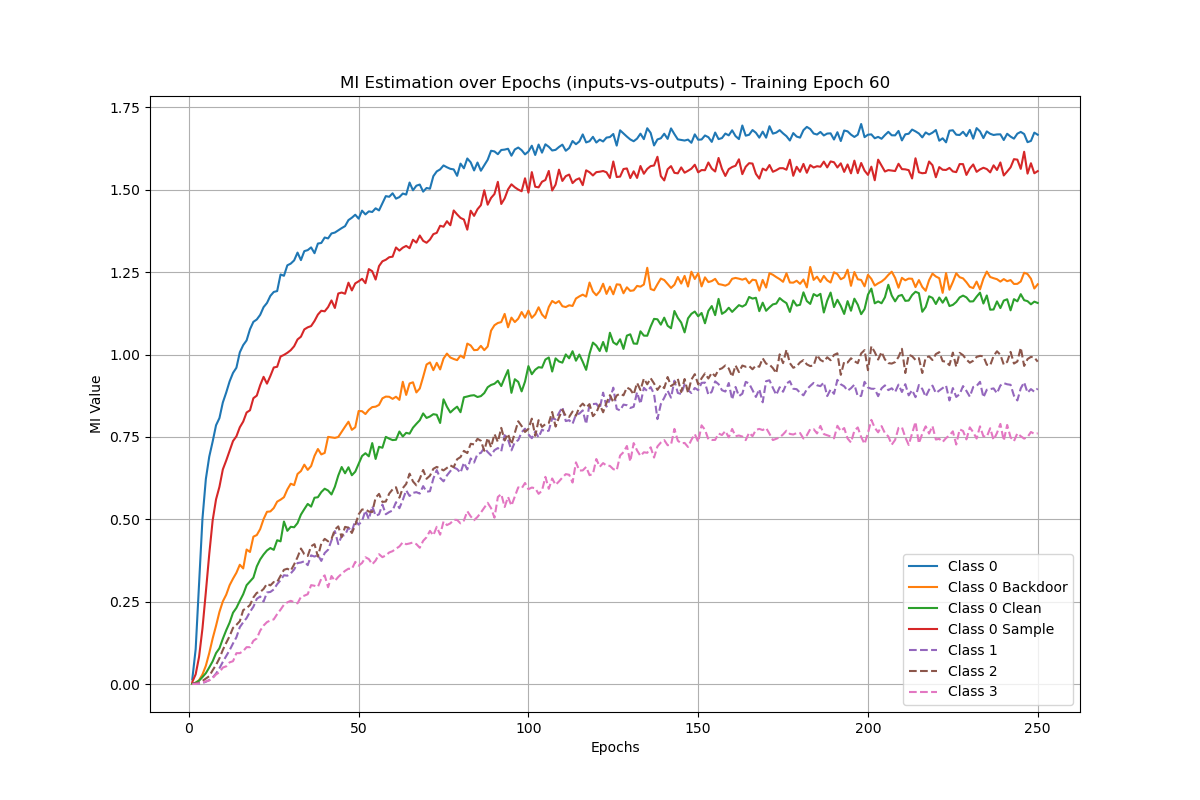 MI Estimation over Epochs (inputs-vs-outputs) - Training Epoch 60
1.75
1.50
1.25
1.00
0.75
0.50
0.25
0.00
MI Value
0 50 100 150 200 250
Epochs
Class 0
Class 0 Backdoor
Class 0 Clean
Class 0 Sample
Class 1
Class 2
Class 3